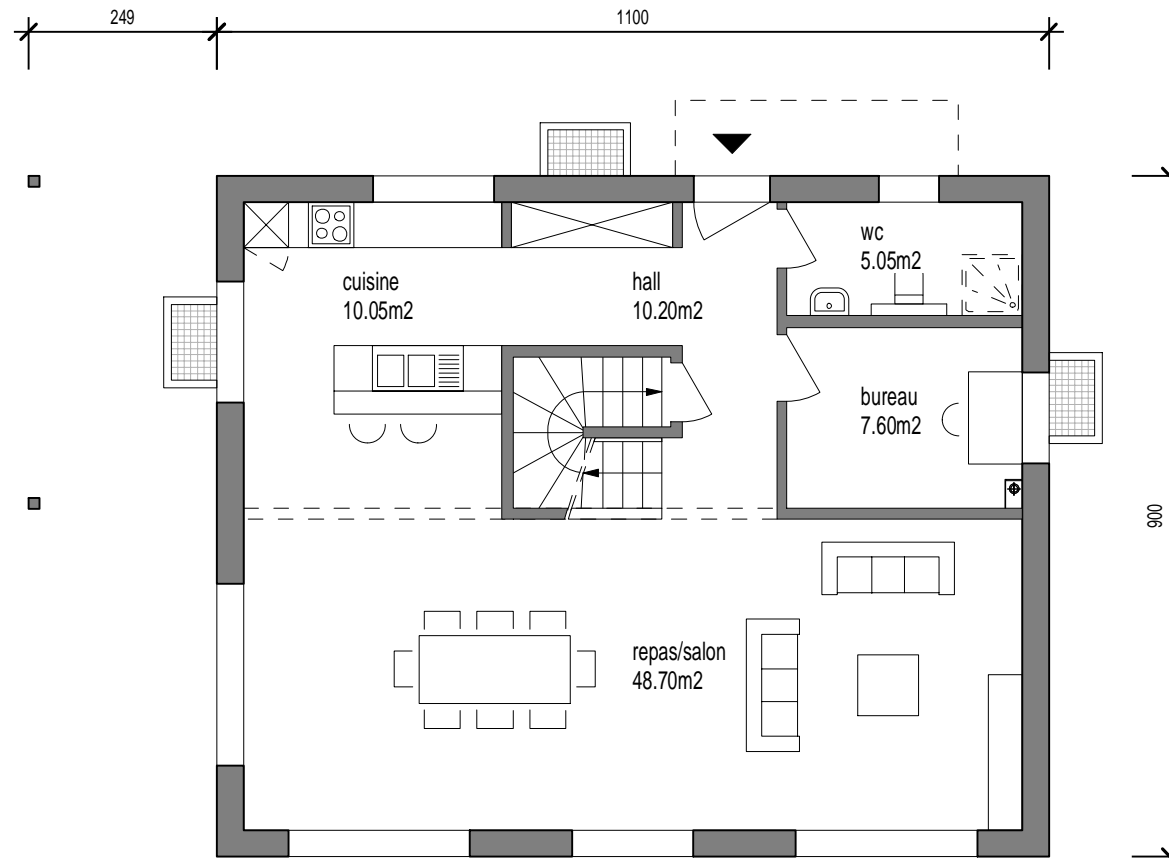 249
1100
wc
5.05m2
cuisine
10.05m2
hall
10.20m2
bureau
7.60m2
900
repas/salon
48.70m2